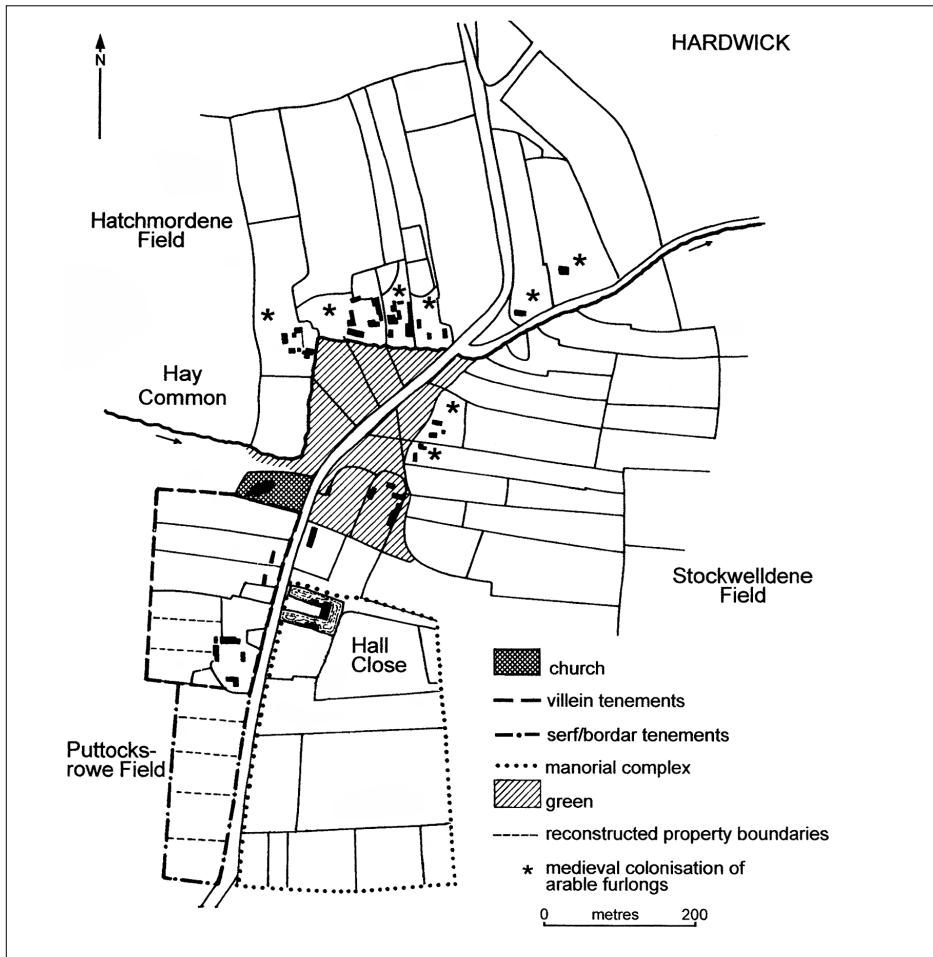 HARDWICK
N
Hatchmordene
Field
Hay
Common
Stockwelldene
Field
Hall
Close
Puttocks-
rowe Field
church
villein tenements
serf/bordar tenements
manorial complex
green
reconstructed property boundaries
* medieval colonisation of
arable furlongs
0 metres 200